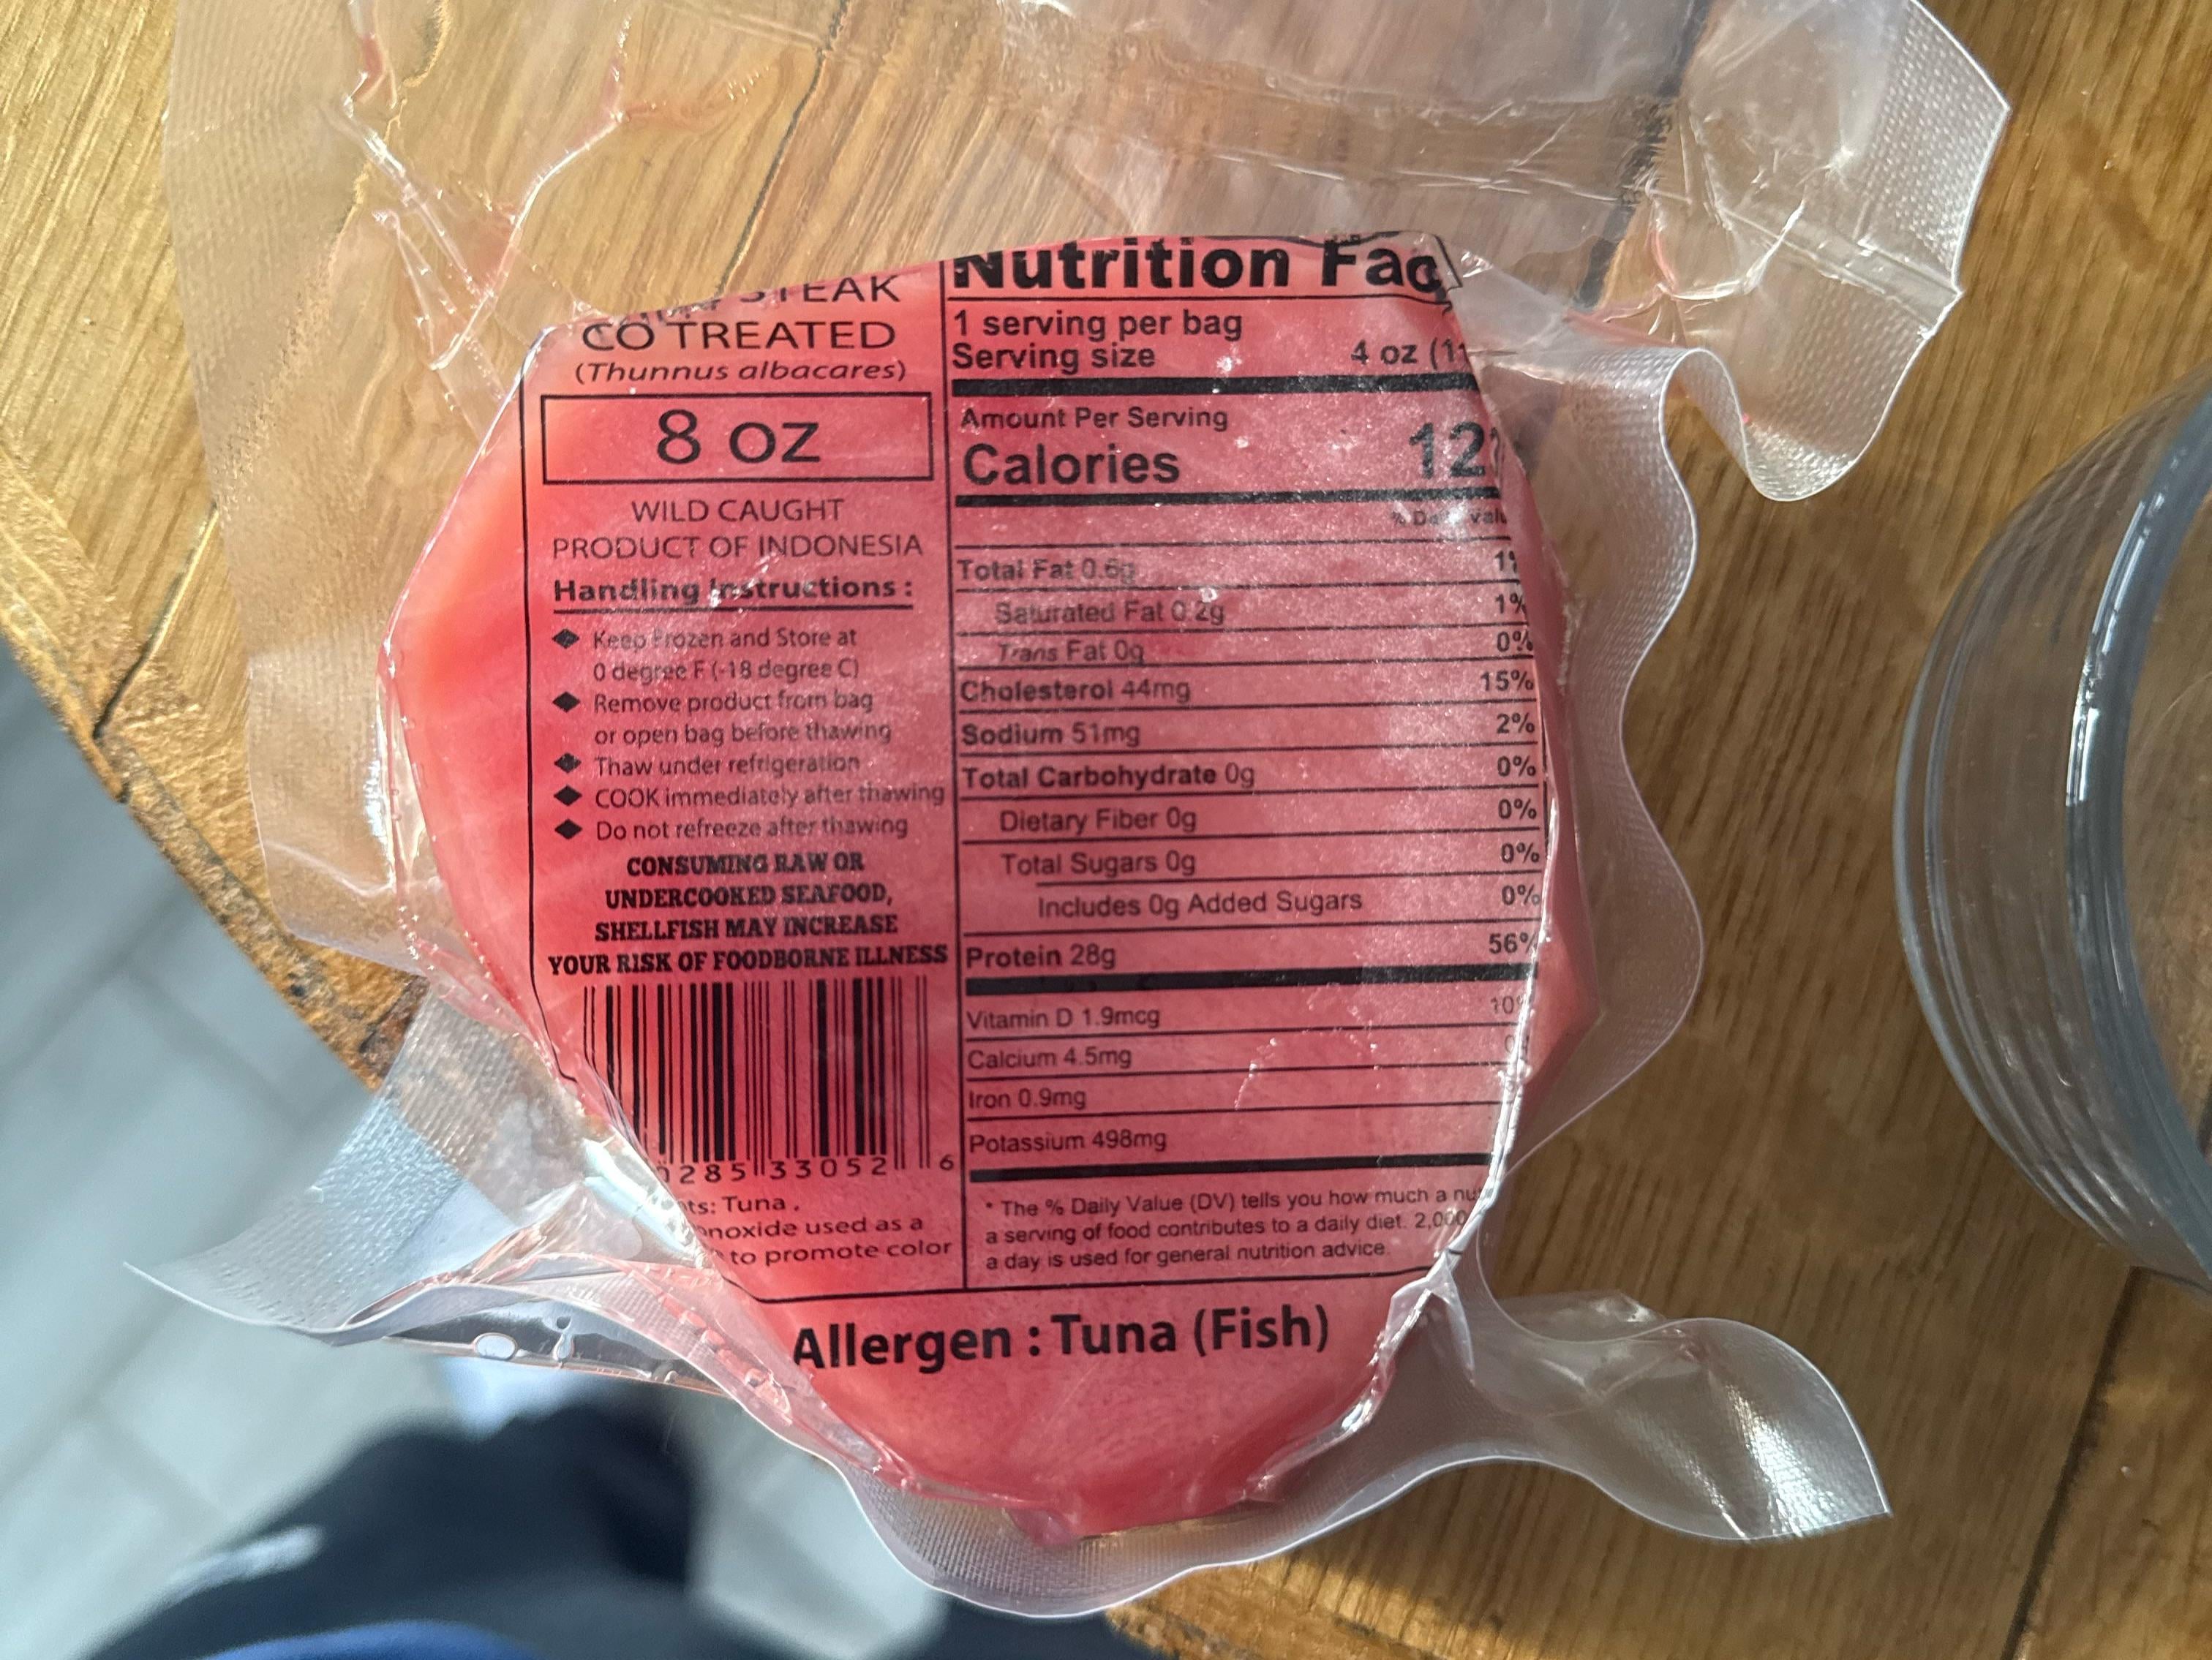 STEAK
CO TREATED
(Thunnus albacares)
8 OZ
WILD CAUGHT
PRODUCT OF INDONESIA
Handling Instructions :
Keep Frozen and Store at
0 degree F (-18 degree C)
Remove product from bag
or open bag before thawing
Thaw under refrigeration
COOK immediately after thawing
Do not refreeze after thawing
CONSUMING RAW OR
UNDERCOOKED SEAFOOD,
SHELLFISH MAY INCREASE
YOUR RISK OF FOODBORNE ILLNESS
285 33052 6
Tuna .
used as a
to promote color
Nutrition
1 serving per bag
Serving size 4 oz
Amount Per Serving
Calories
Total Fat 0.6g
Saturated Fat 0.2g 1%
Trans Fat 0g 0%
Cholesterol 44mg 15%
Sodium 51mg 2%
Total Carbohydrate 0g 0%
Dietary Fiber 0g 0%
Total Sugars 0g 0%
Includes 0g Added Sugars 0%
Protein 28g 56%
Vitamin D 1.9mcg
Calcium 4.5mg
Iron 0.9mg
Potassium 498mg
* The % Daily Value (DV) tells you how much a
a serving of food contributes to a daily diet. 2,000
a day is used for general nutrition advice.
Allergen : Tuna (Fish)